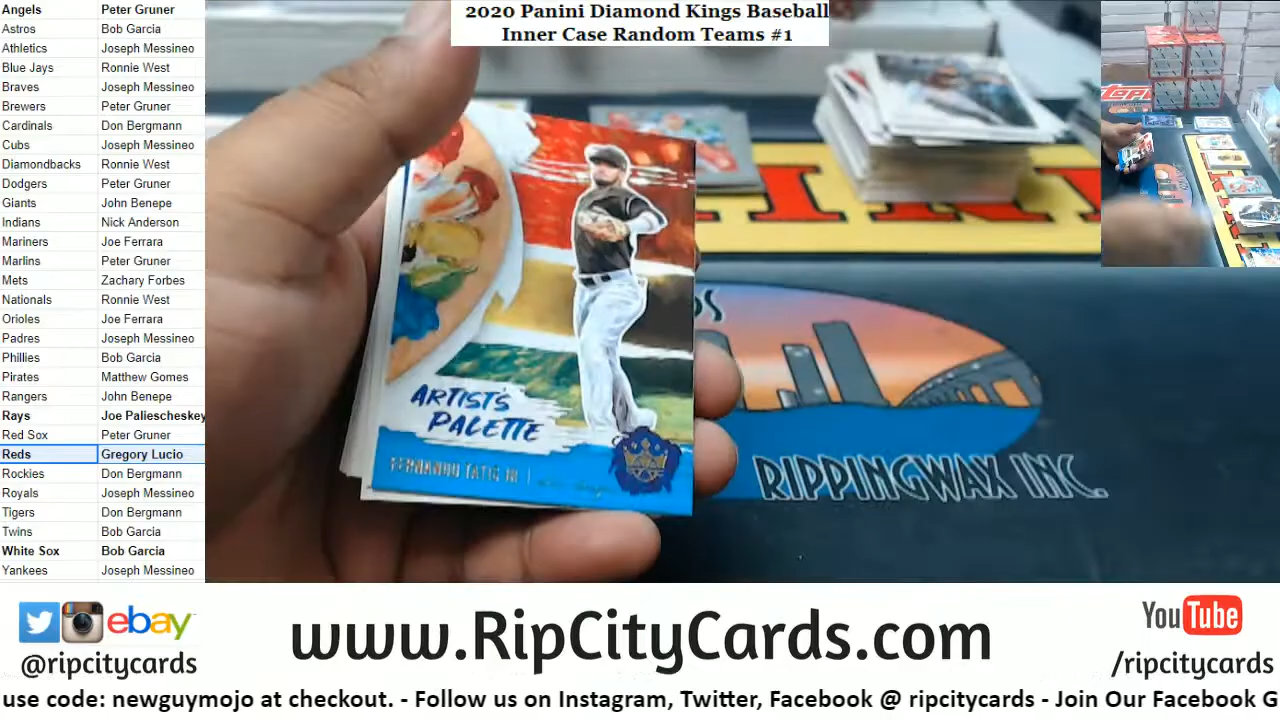 2020 Panini Diamond Kings Baseball
Inner Case Random Teams #1
Angels Peter Gruner
Astros Bob Garcia
Athletics Joseph Messineo
Blue Jays Ronnie West
Braves Joseph Messineo
Brewers Peter Gruner
Cardinals Don Bergmann
Cubs Joseph Messineo
Diamondbacks Ronnie West
Dodgers Peter Gruner
Giants John Benepe
Indians Nick Anderson
Mariners Joe Ferrara
Marlins Peter Gruner
Mets Zachary Forbes
Nationals Ronnie West
Orioles Joe Ferrara
Padres Joseph Messineo
Phillies Bob Garcia
Pirates Matthew Gomes
Rangers John Benepe
Rays Joe Paliescheskey
Red Sox Peter Gruner
Reds Gregory Lucio
Rockies Don Bergmann
Royals Joseph Messineo
Tigers Don Bergmann
Twins Bob Garcia
White Sox Bob Garcia
Yankees Joseph Messineo
ARTIST'S
PALETTE
FERNANDO TATIS JR
RIPPINGWAX INC.
ebay
@ripcitycards
www.RipCityCards.com
YouTube
/ripcitycards
use code: newguymojo at checkout. - Follow us on Instagram, Twitter, Facebook @ ripcitycards - Join Our Facebook G